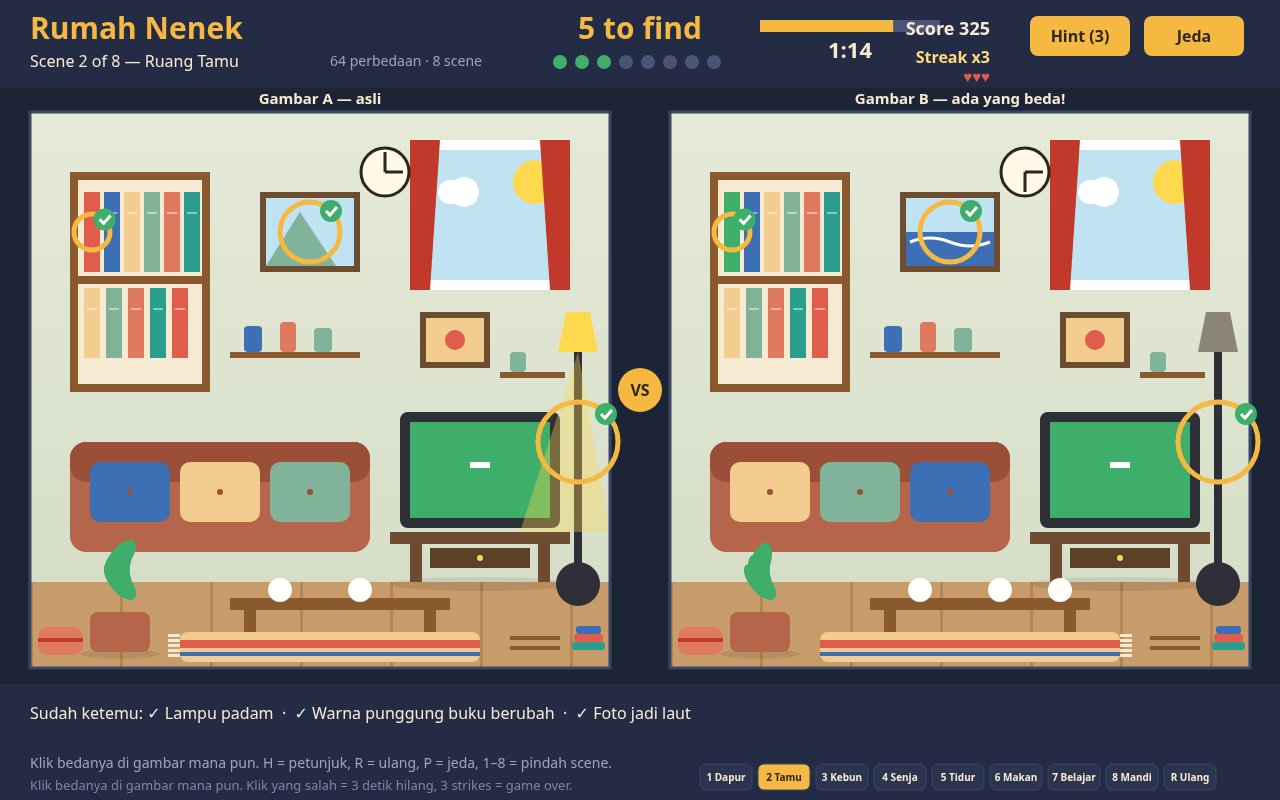 Rumah Nenek
5 to find
Score 325
Hint (3)
Jeda
Scene 2 of 8 — Ruang Tamu
64 perbedaan · 8 scene
1:14
Streak x3
♥♥♥
Gambar A — asli
Gambar B — ada yang beda!
VS
Sudah ketemu: ✓ Lampu padam · ✓ Warna punggung buku berubah · ✓ Foto jadi laut
Klik bedanya di gambar mana pun. H = petunjuk, R = ulang, P = jeda, 1–8 = pindah scene.
Klik bedanya di gambar mana pun. Klik yang salah = 3 detik hilang, 3 strikes = game over.
1 Dapur
2 Tamu
3 Kebun
4 Senja
5 Tidur
6 Makan
7 Belajar
8 Mandi
R Ulang